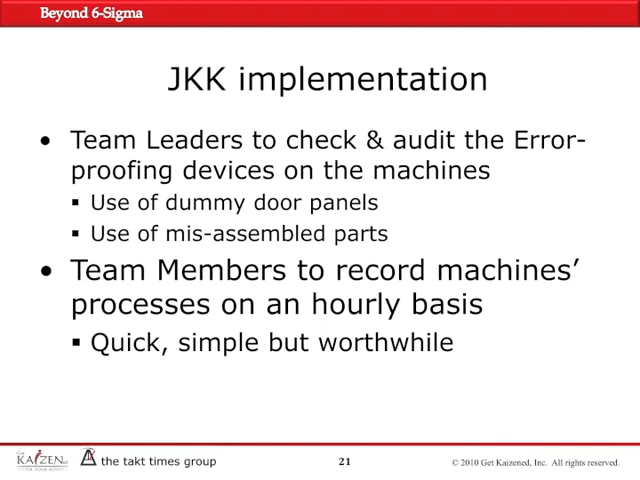 Beyond 6-Sigma
JKK implementation
• Team Leaders to check & audit the Error-
proofing devices on the machines
▪ Use of dummy door panels
▪ Use of mis-assembled parts
• Team Members to record machines’
processes on an hourly basis
▪ Quick, simple but worthwhile
Get
KAIZENed
the takt times group
21
© 2010 Get Kaizened, Inc. All rights reserved.